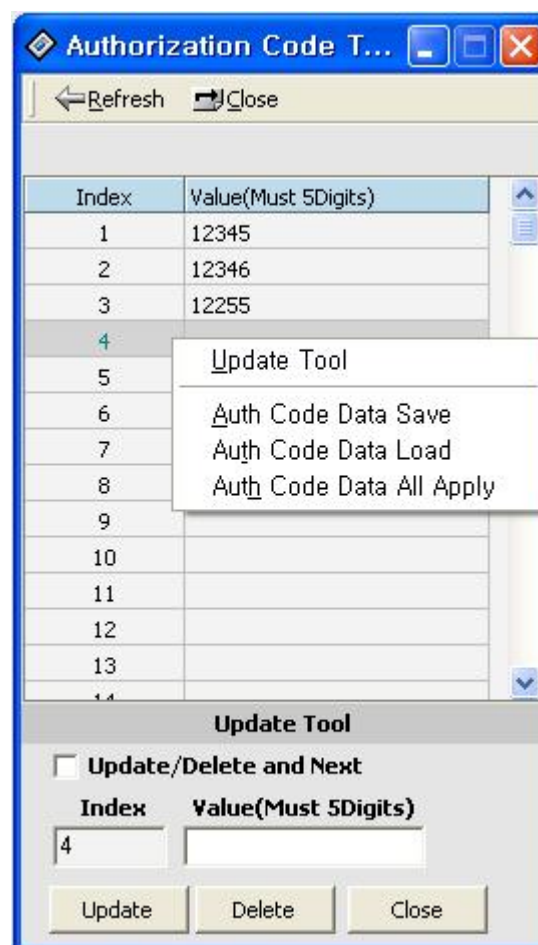 Authorization Code T...
Refresh Close
Index Value(Must 5Digits)
1 12345
2 12346
3 12255
4
Update Tool
5
6 Auth Code Data Save
7 Auth Code Data Load
8 Auth Code Data All Apply
9
10
11
12
13
14
Update Tool
Update/Delete and Next
Index Value(Must 5Digits)
4
Update Delete Close